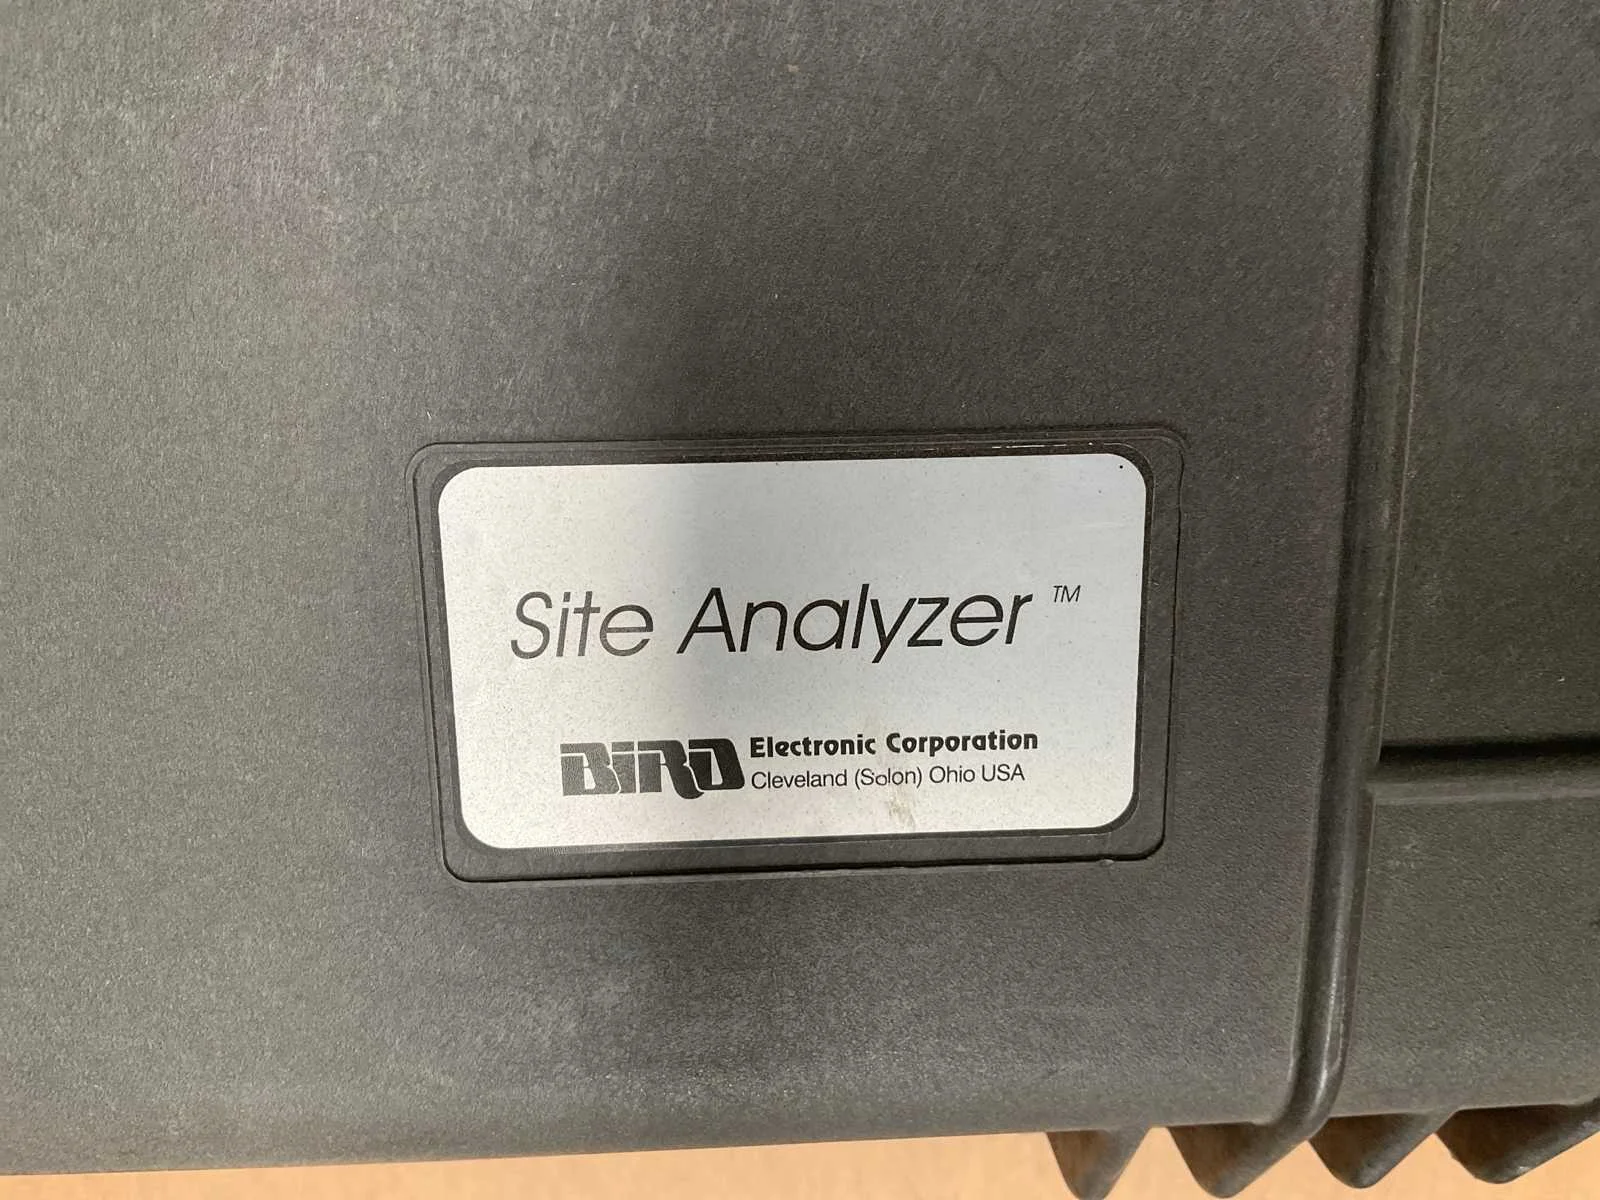 Site Analyzer™
BIRD Electronic Corporation
Cleveland (Solon) Ohio USA